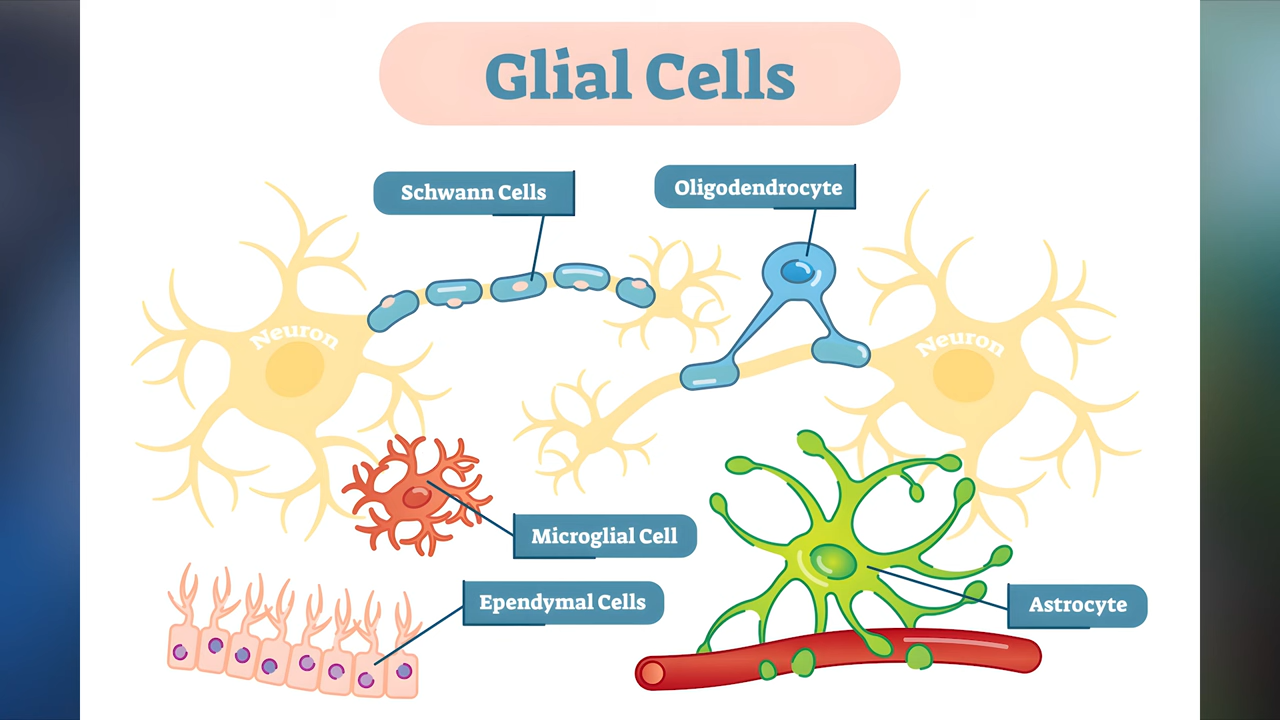 Glial Cells
Schwann Cells
Oligodendrocyte
Neuron
Neuron
Microglial Cell
Ependymal Cells
Astrocyte